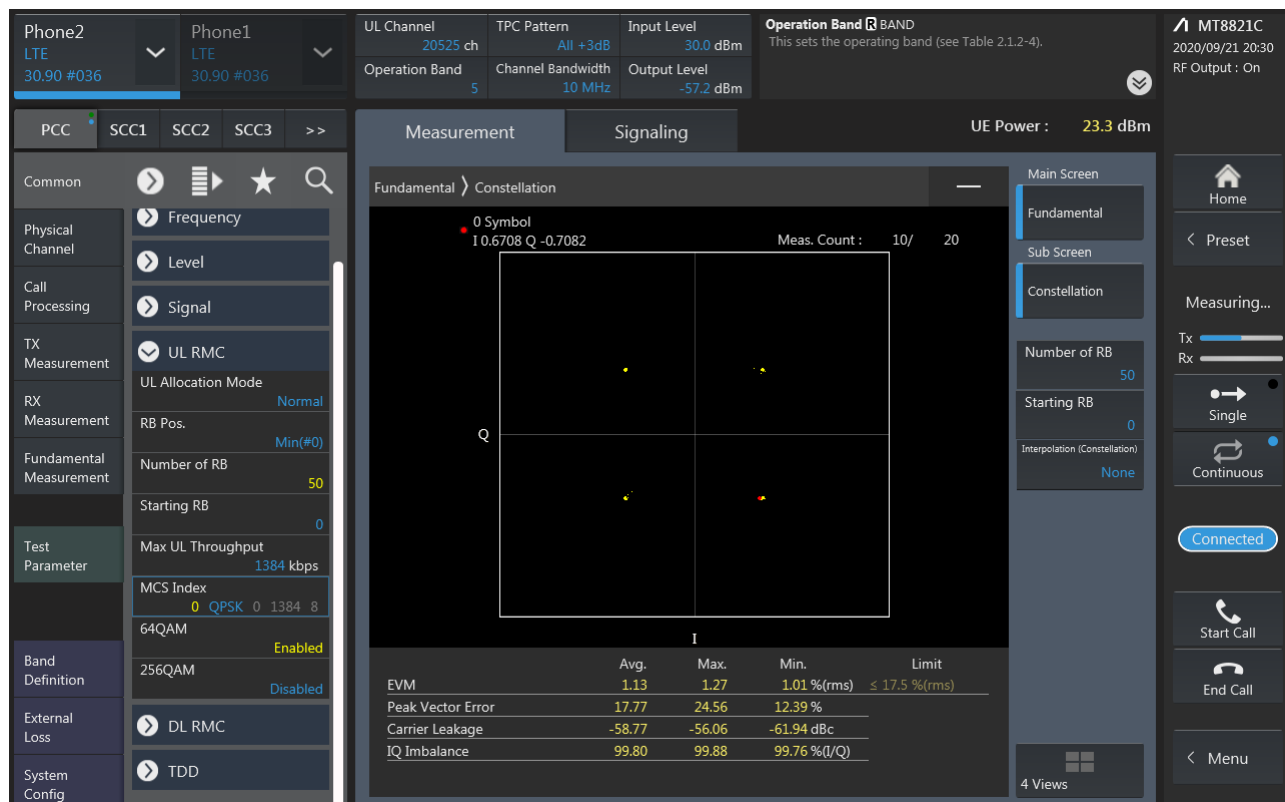 Phone2
LTE
30.90 #036
Phone1
LTE
30.90 #036
UL Channel
20525 ch
TPC Pattern
All +3dB
Input Level
30.0 dBm
Operation Band
5
Channel Bandwidth
10 MHz
Output Level
-57.2 dBm
Operation Band R BAND
This sets the operating band (see Table 2.1.2-4).
MT8821C
2020/09/21 20:30
RF Output : On
PCC SCC1 SCC2 SCC3 >>
Measurement Signaling UE Power : 23.3 dBm
Common
Physical
Channel
Call
Processing
TX
Measurement
RX
Measurement
Fundamental
Measurement
Test
Parameter
Band
Definition
External
Loss
System
Config
Frequency
Level
Signal
UL RMC
UL Allocation Mode
Normal
RB Pos.
Min(#0)
Number of RB
50
Starting RB
0
Max UL Throughput
1384 kbps
MCS Index
0 QPSK 0 1384 8
64QAM
Enabled
256QAM
Disabled
DL RMC
TDD
Fundamental Constellation
0 Symbol
I 0.6708 Q -0.7082 Meas. Count : 10/ 20
Q
I
Avg. Max. Min. Limit
EVM 1.13 1.27 1.01 %(rms) ≤ 17.5 %(rms)
Peak Vector Error 17.77 24.56 12.39 %
Carrier Leakage -58.77 -56.06 -61.94 dBc
IQ Imbalance 99.80 99.88 99.76 %(I/Q)
Main Screen
Fundamental
Sub Screen
Constellation
Number of RB
50
Starting RB
0
Interpolation (Constellation)
None
4 Views
Home
< Preset
Measuring...
Tx
Rx
Single
Continuous
Connected
Start Call
End Call
< Menu